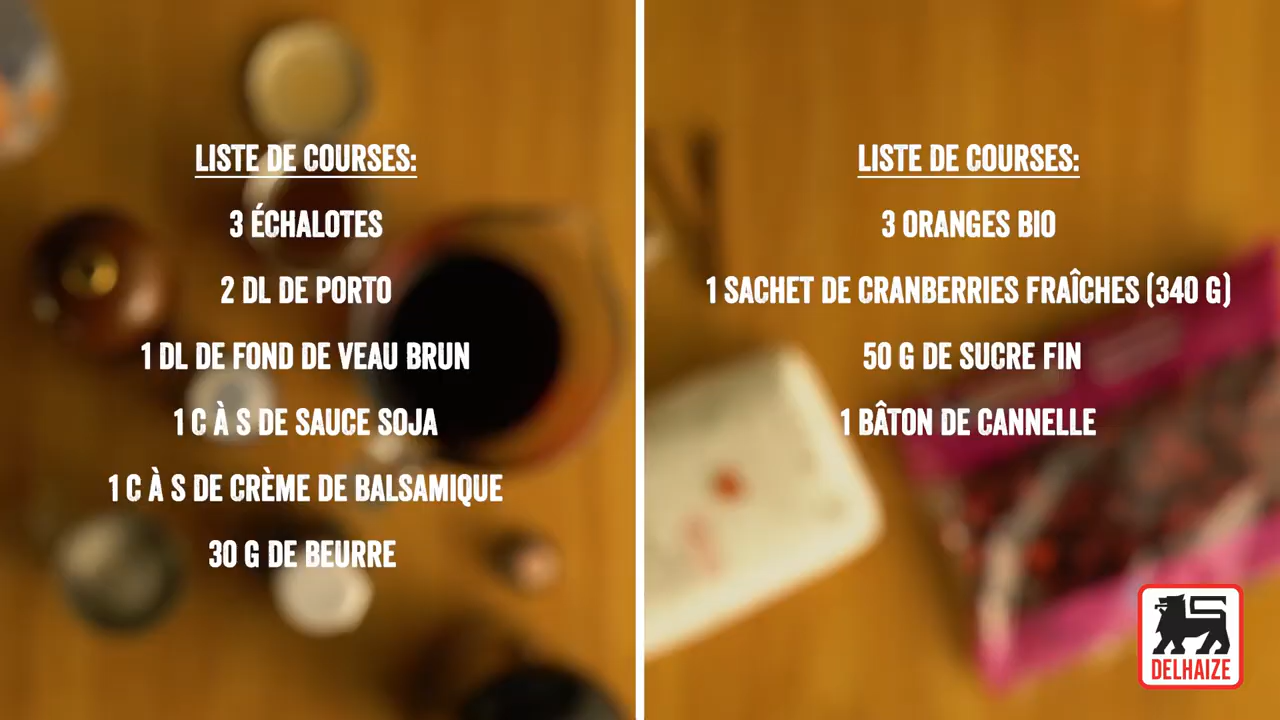 LISTE DE COURSES:
3 ÉCHALOTES
2 DL DE PORTO
1 DL DE FOND DE VEAU BRUN
1 C À S DE SAUCE SOJA
1 C À S DE CRÈME DE BALSAMIQUE
30 G DE BEURRE
LISTE DE COURSES:
3 ORANGES BIO
1 SACHET DE CRANBERRIES FRAÎCHES (340 G)
50 G DE SUCRE FIN
1 BÂTON DE CANNELLE
DELHAIZE